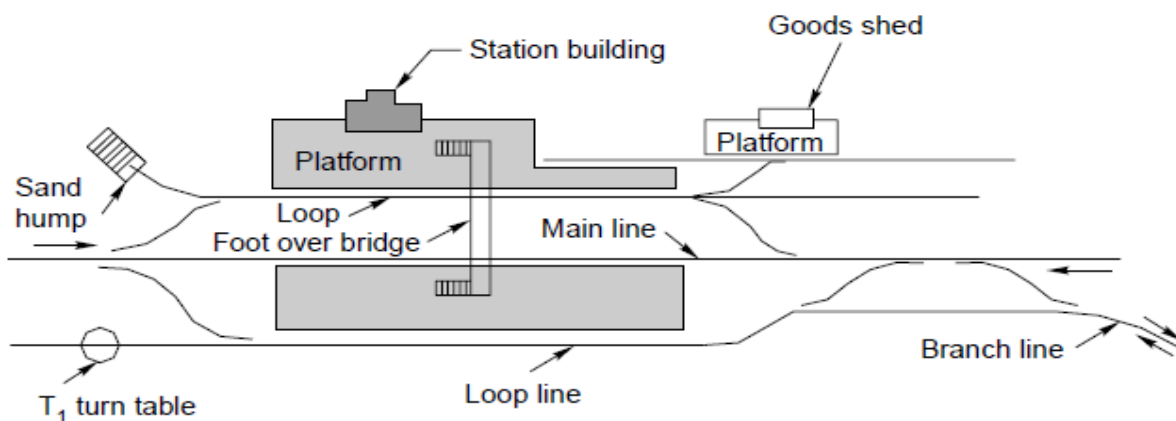 Goods shed
Station building
Platform
Platform
Sand
hump
Loop
Foot over bridge
Main line
Branch line
Loop line
T1 turn table